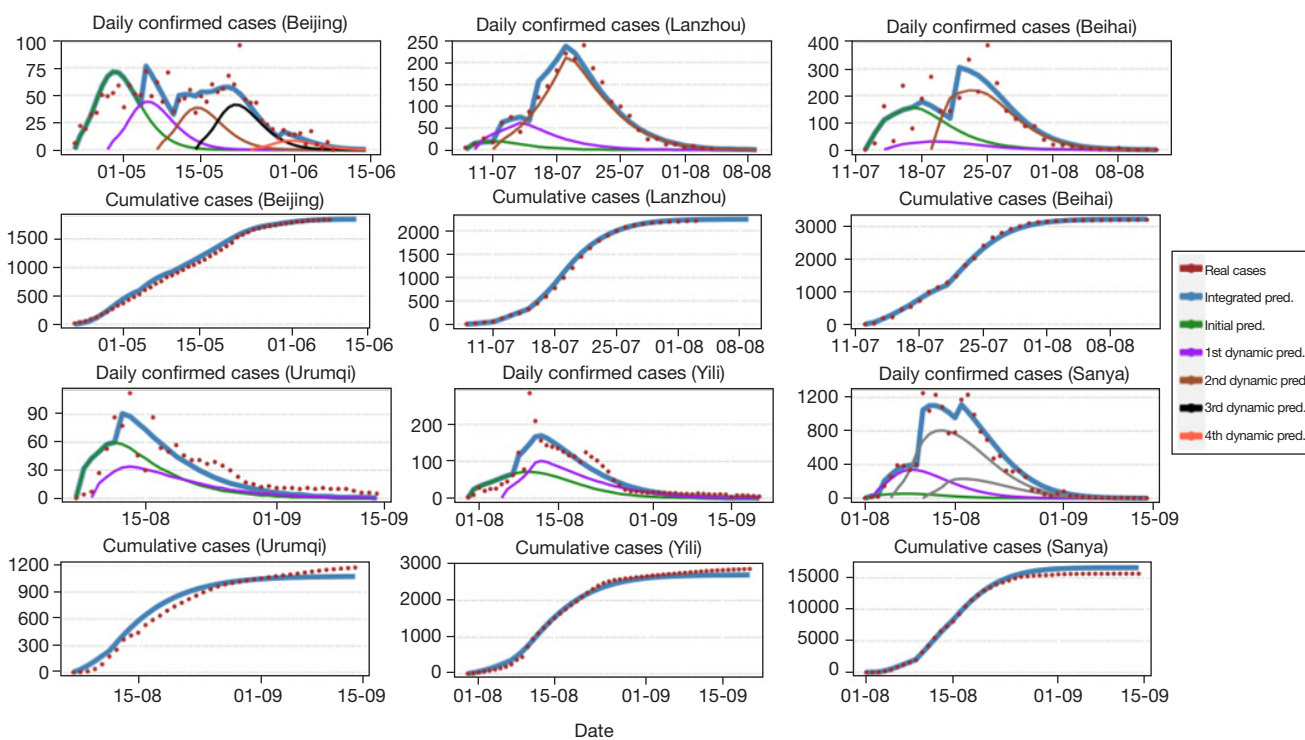 Daily confirmed cases (Beijing)
Daily confirmed cases (Lanzhou)
Daily confirmed cases (Beihai)
100
75
50
25
0
01-05 15-05 01-06 15-06
250
200
150
100
50
0
11-07 18-07 25-07 01-08 08-08
400
300
200
100
0
11-07 18-07 25-07 01-08 08-08
Cumulative cases (Beijing)
Cumulative cases (Lanzhou)
Cumulative cases (Beihai)
1500
1000
500
0
01-05 15-05 01-06 15-06
2000
1500
1000
500
0
11-07 18-07 25-07 01-08 08-08
3000
2000
1000
0
11-07 18-07 25-07 01-08 08-08
Real cases
Integrated pred.
Initial pred.
1st dynamic pred.
2nd dynamic pred
3rd dynamic pred.
4th dynamic pred.
Daily confirmed cases (Urumqi)
Daily confirmed cases (Yili)
Daily confirmed cases (Sanya)
90
60
30
0
15-08 01-09 15-09
200
100
0
01-08 15-08 01-09 15-09
1200
800
400
0
01-08 15-08 01-09 15-09
Cumulative cases (Urumqi)
Cumulative cases (Yili)
Cumulative cases (Sanya)
1200
900
600
300
0
15-08 01-09 15-09
3000
2000
1000
0
01-08 15-08 01-09 15-09
15000
10000
5000
0
01-08 15-08 01-09 15-09
Date